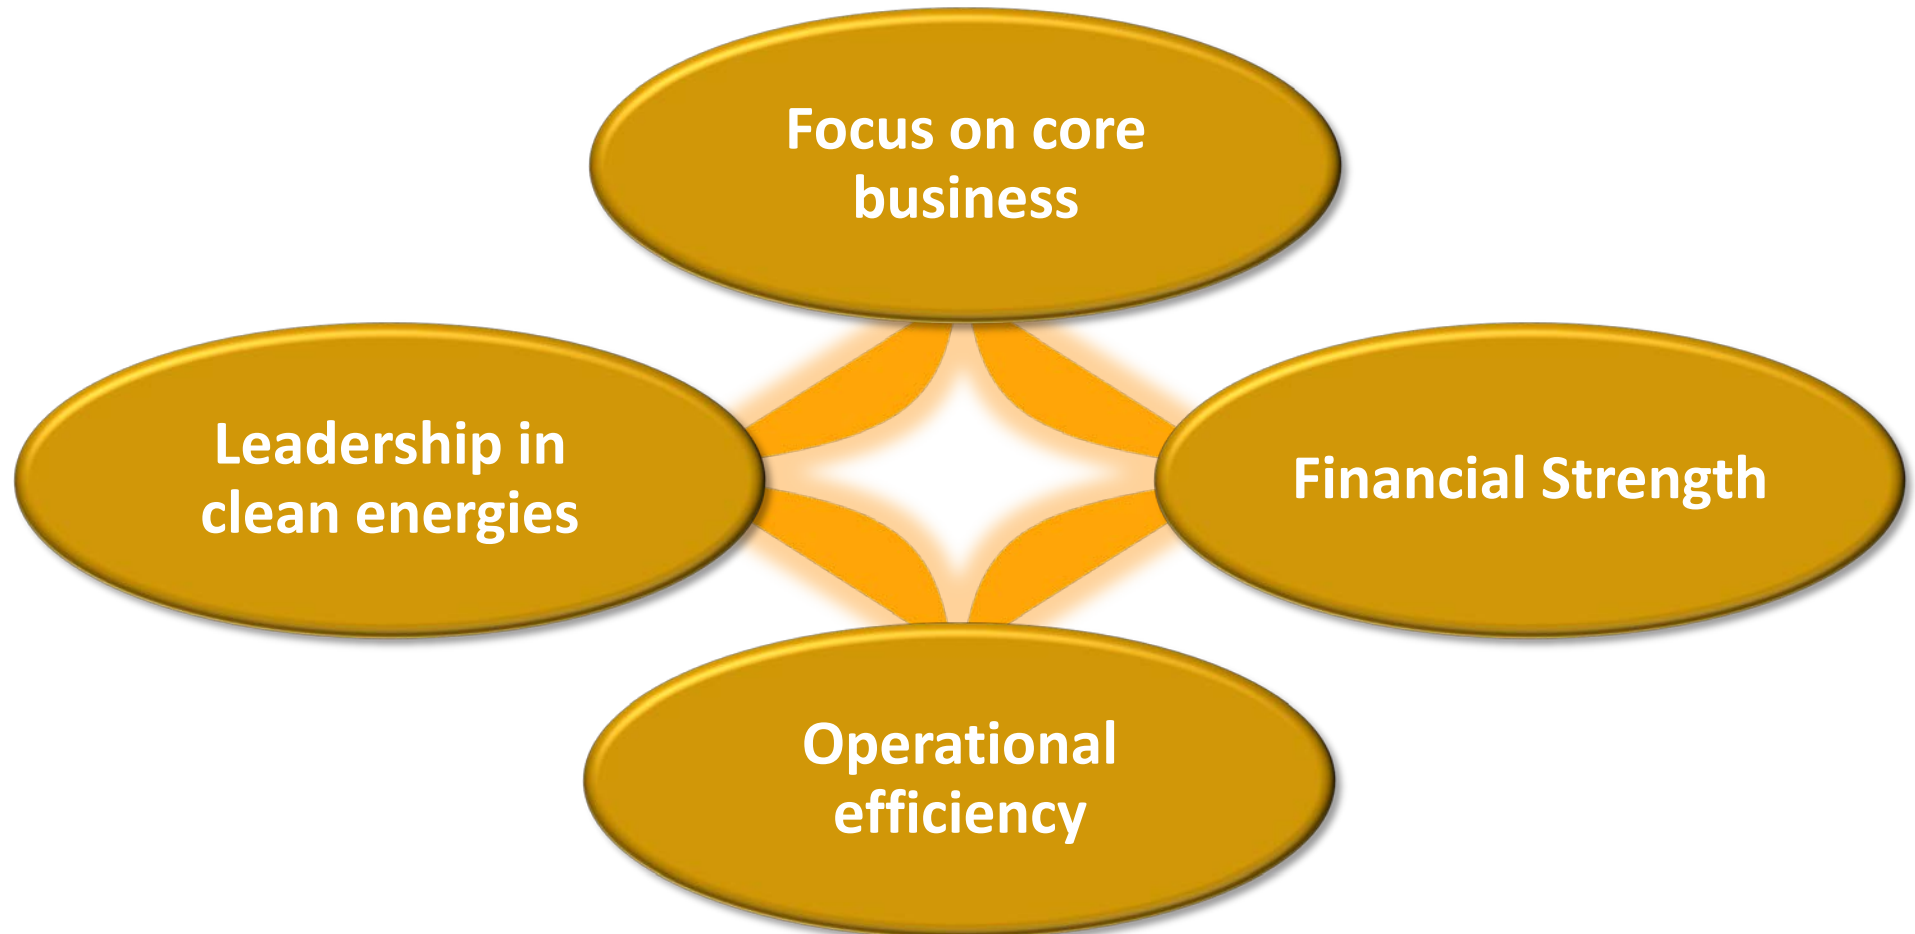 Focus on core
business
Leadership in
clean energies
Financial Strength
Operational
efficiency